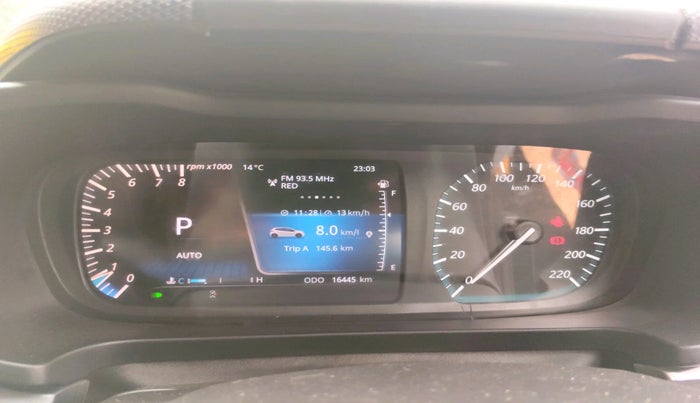 rpm x1000
14°C
23:03
FM 93.5 MHz
RED
11:28
13 km/h
8.0 km/l
Trip A 145.6 km
ODO 16445 km
P
AUTO
0 1 2 3 4 5 6 7 8
C H
F
E
km/h
0 20 40 60 80 100 120 140 160 180 200 220